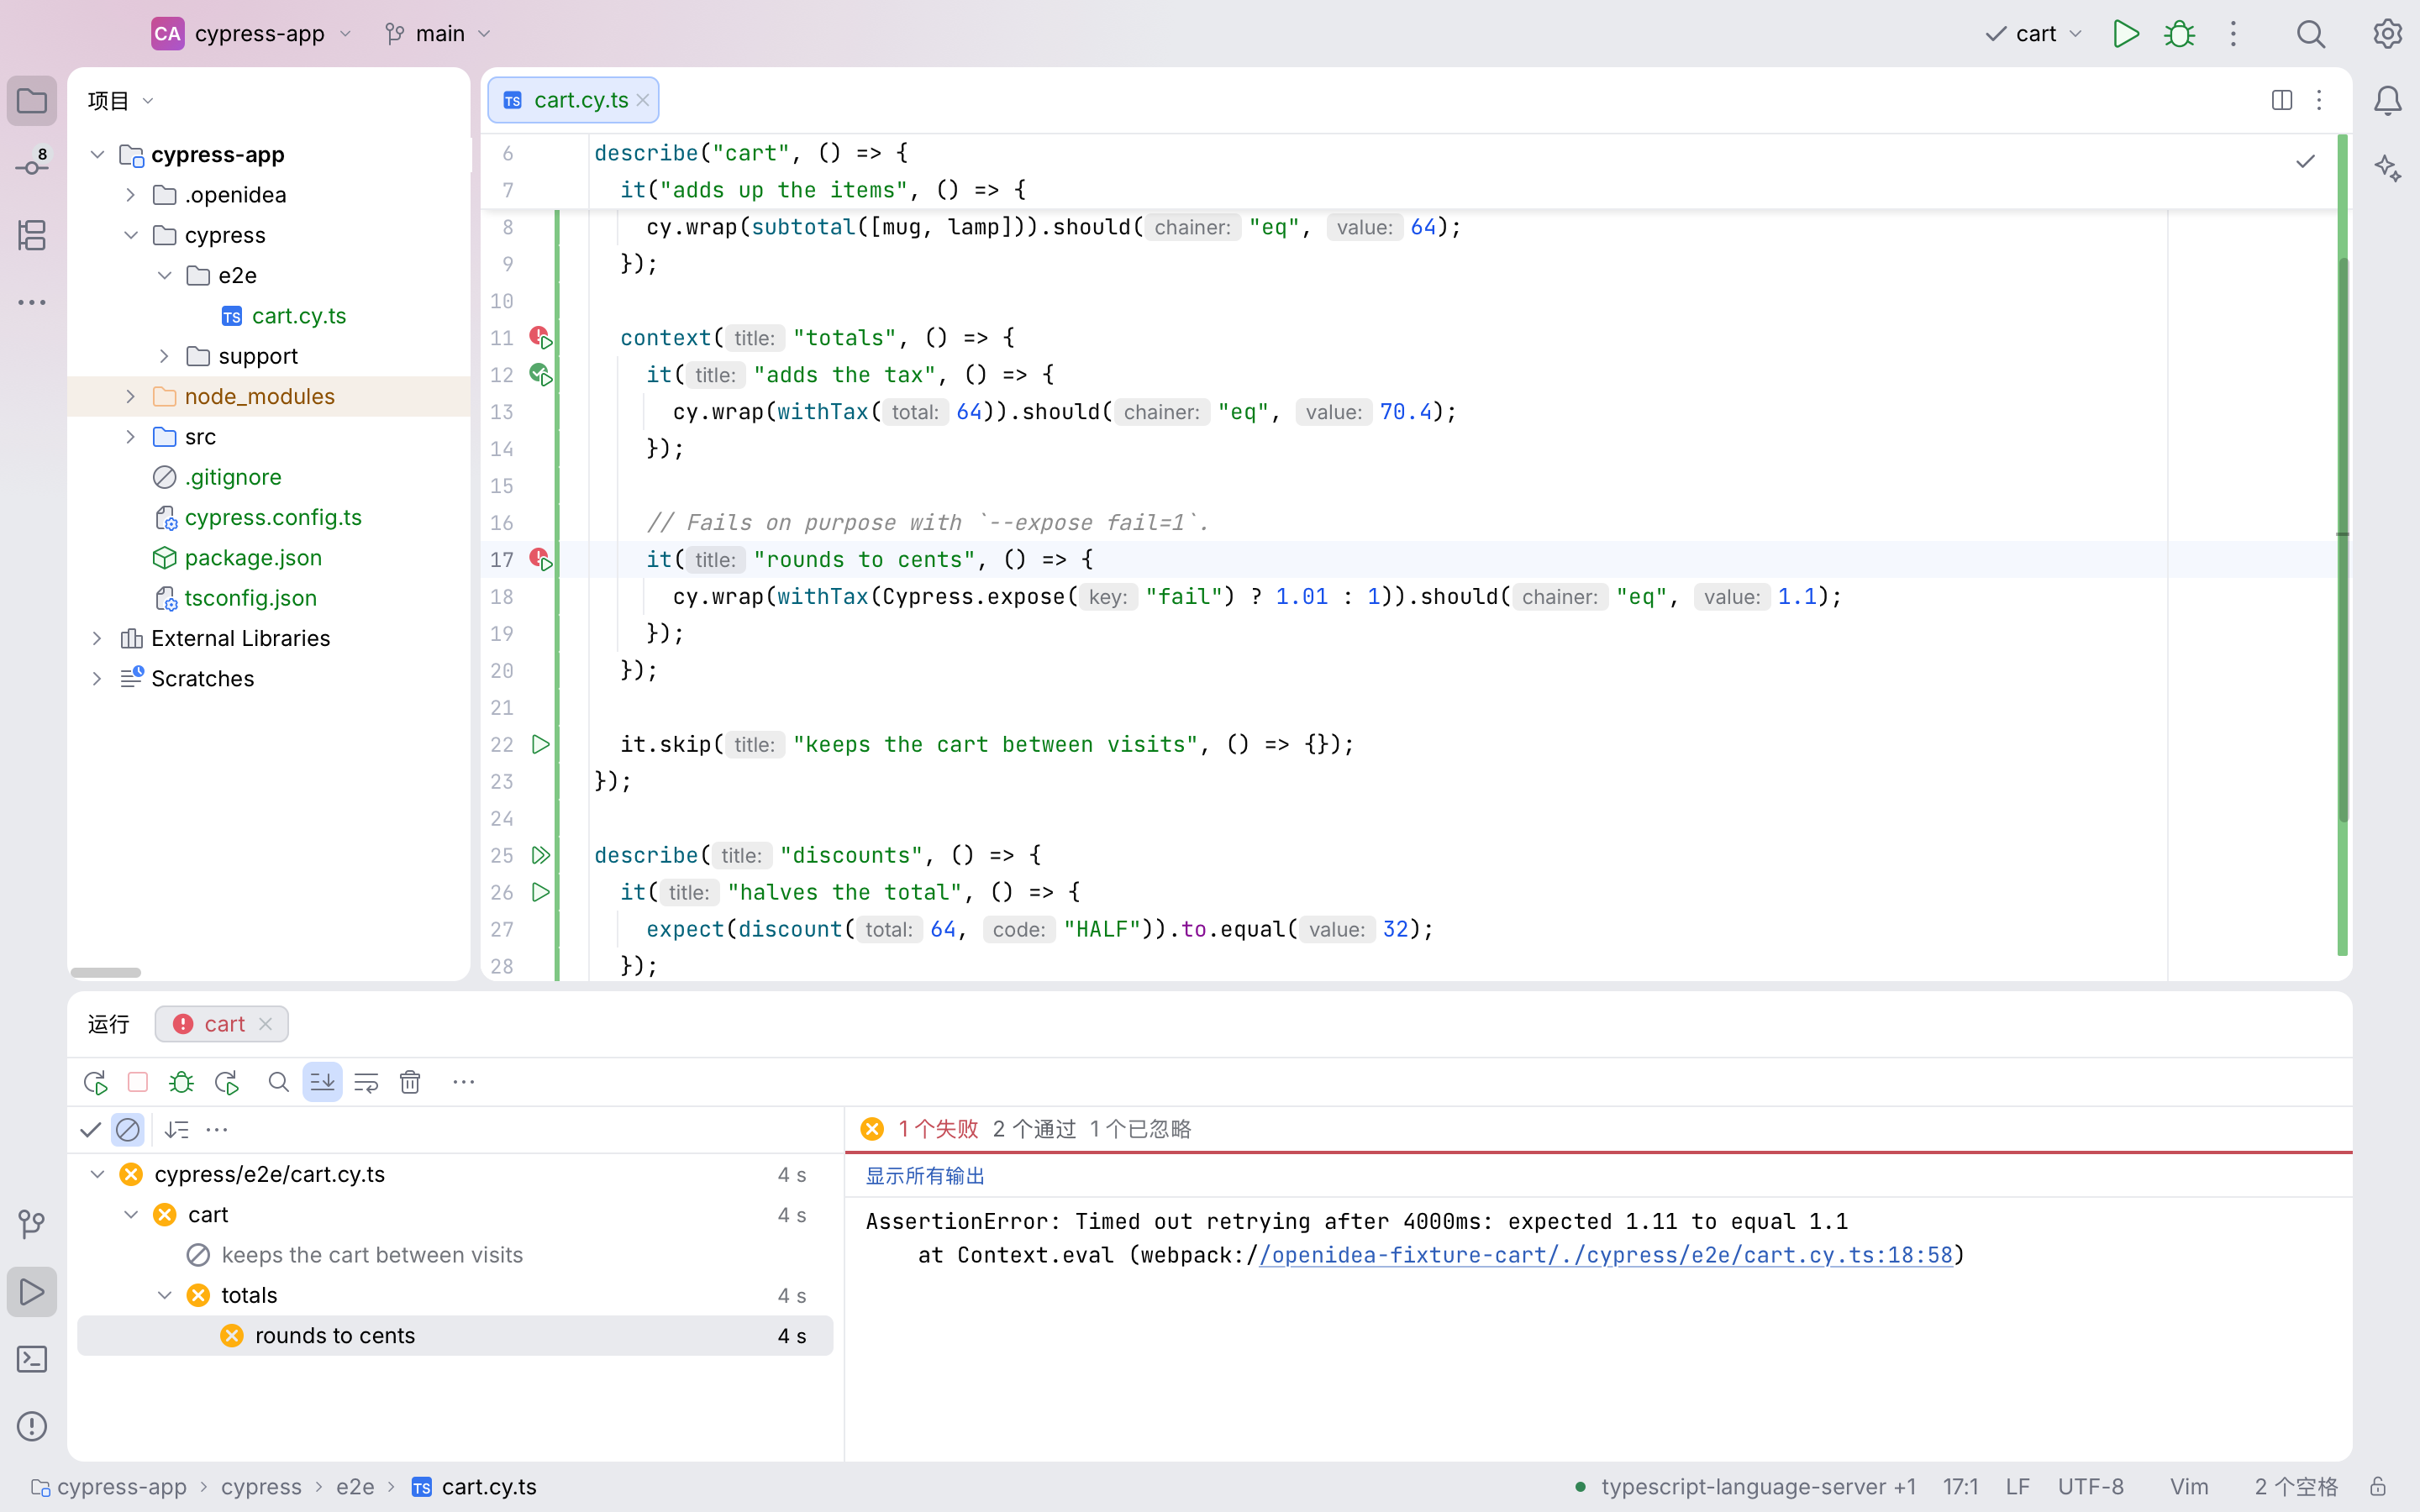 CA cypress-app main cart
项目
cart.cy.ts
8
cypress-app
.openidea
cypress
e2e
TS cart.cy.ts
support
node_modules
src
.gitignore
cypress.config.ts
package.json
tsconfig.json
External Libraries
Scratches
6 describe("cart", () => {
7 it("adds up the items", () => {
8 cy.wrap(subtotal([mug, lamp])).should( chainer: "eq", value: 64);
9 });
10
11 context( title: "totals", () => {
12 it( title: "adds the tax", () => {
13 cy.wrap(withTax( total: 64)).should( chainer: "eq", value: 70.4);
14 });
15
16 // Fails on purpose with `--expose fail=1`.
17 it( title: "rounds to cents", () => {
18 cy.wrap(withTax(Cypress.expose( key: "fail") ? 1.01 : 1)).should( chainer: "eq", value: 1.1);
19 });
20 });
21
22 it.skip( title: "keeps the cart between visits", () => {});
23 });
24
25 describe( title: "discounts", () => {
26 it( title: "halves the total", () => {
27 expect(discount( total: 64, code: "HALF")).to.equal( value: 32);
28 });
运行 cart
1 个失败 2 个通过 1 个已忽略
cypress/e2e/cart.cy.ts 4 s
cart 4 s
keeps the cart between visits
totals 4 s
rounds to cents 4 s
显示所有输出
AssertionError: Timed out retrying after 4000ms: expected 1.11 to equal 1.1
at Context.eval (webpack://openidea-fixture-cart/./cypress/e2e/cart.cy.ts:18:58)
cypress-app › cypress › e2e › TS cart.cy.ts
typescript-language-server +1 17:1 LF UTF-8 Vim 2 个空格